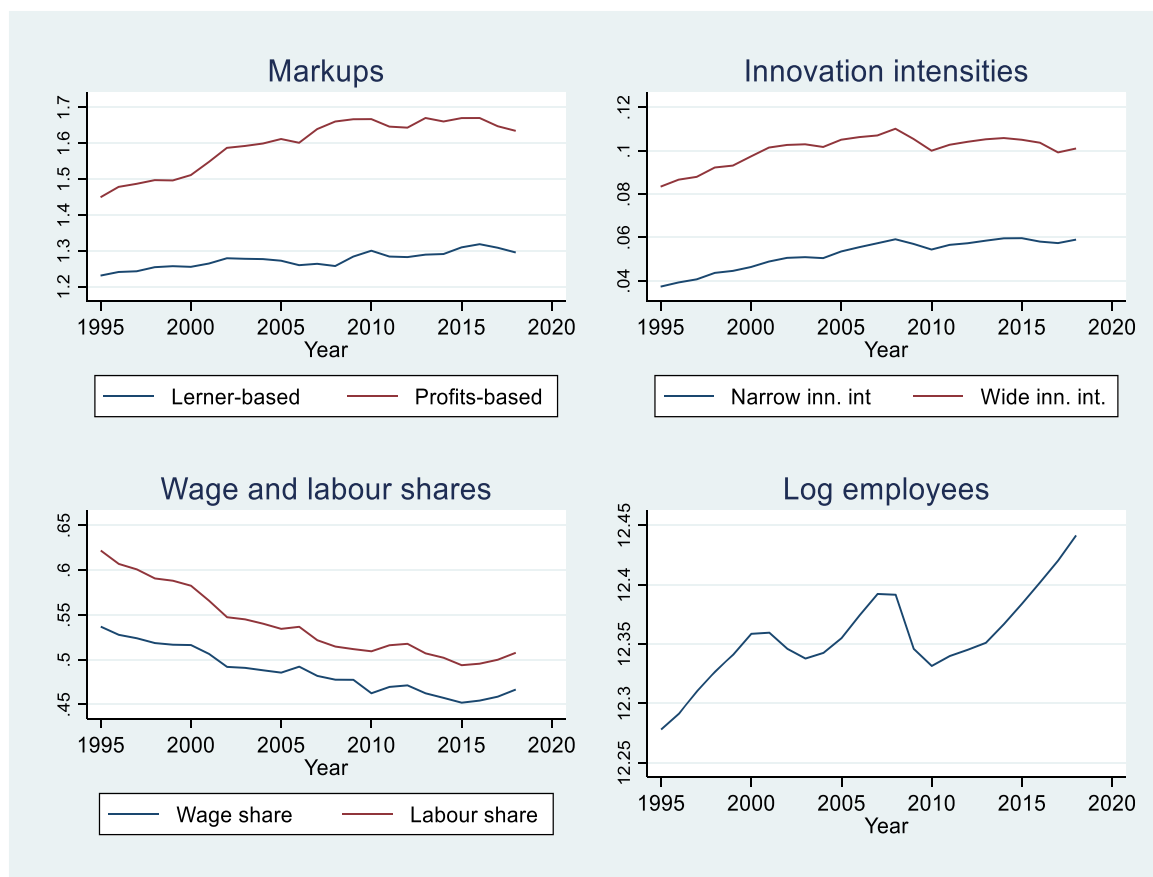 Markups
1.7
1.6
1.5
1.4
1.3
1.2
1995 2000 2005 2010 2015 2020
Year
Lerner-based Profits-based
Innovation intensities
.12
.1
.08
.06
.04
1995 2000 2005 2010 2015 2020
Year
Narrow inn. int Wide inn. int.
Wage and labour shares
.65
.6
.55
.5
.45
1995 2000 2005 2010 2015 2020
Year
Wage share Labour share
Log employees
12.45
12.4
12.35
12.3
12.25
1995 2000 2005 2010 2015 2020
Year